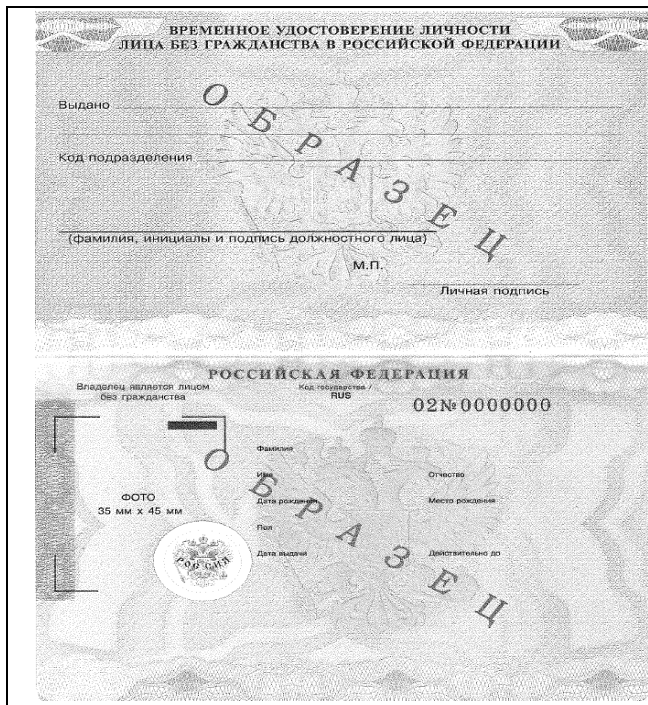 ВРЕМЕННОЕ УДОСТОВЕРЕНИЕ ЛИЧНОСТИ
ЛИЦА БЕЗ ГРАЖДАНСТВА В РОССИЙСКОЙ ФЕДЕРАЦИИ
ОБРАЗЕЦ
Выдано
Код подразделения
(фамилия, инициалы и подпись должностного лица)
М.П.
Личная подпись
РОССИЙСКАЯ ФЕДЕРАЦИЯ
Владелец является лицом
без гражданства
Код государства /
RUS
02№0000000
ОБРАЗЕЦ
Фамилия
Имя
Отчество
Дата рождения
Место рождения
Пол
Дата выдачи
Действительно до
ФОТО
35 мм х 45 мм
РОССИЯ